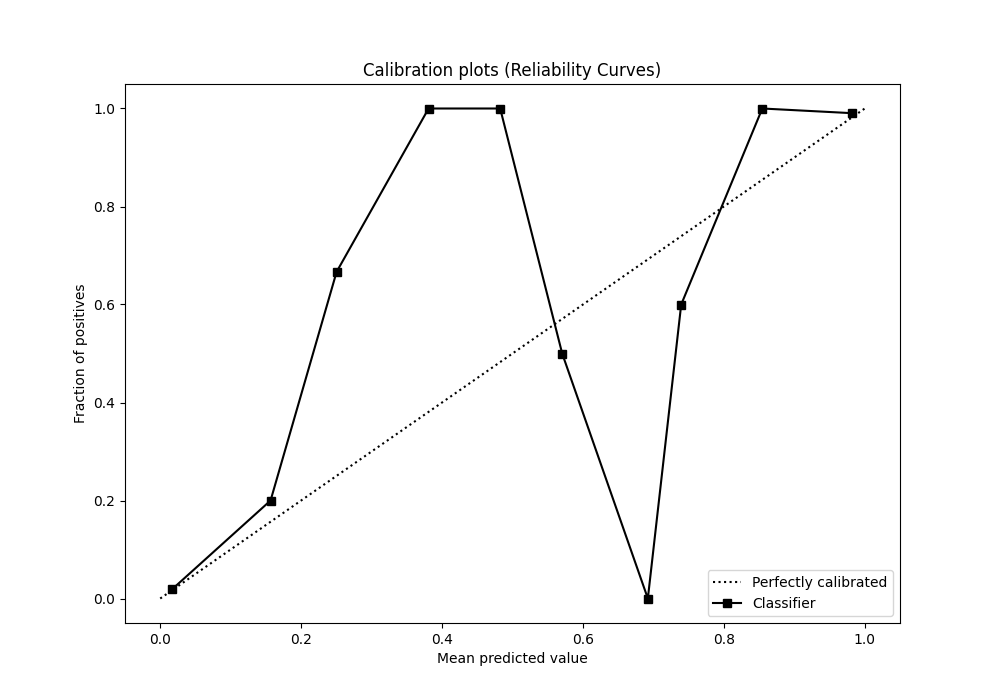 Calibration plots (Reliability Curves)
1.0
0.8
0.6
0.4
0.2
0.0
Fraction of positives
0.0 0.2 0.4 0.6 0.8 1.0
Mean predicted value
Perfectly calibrated
Classifier